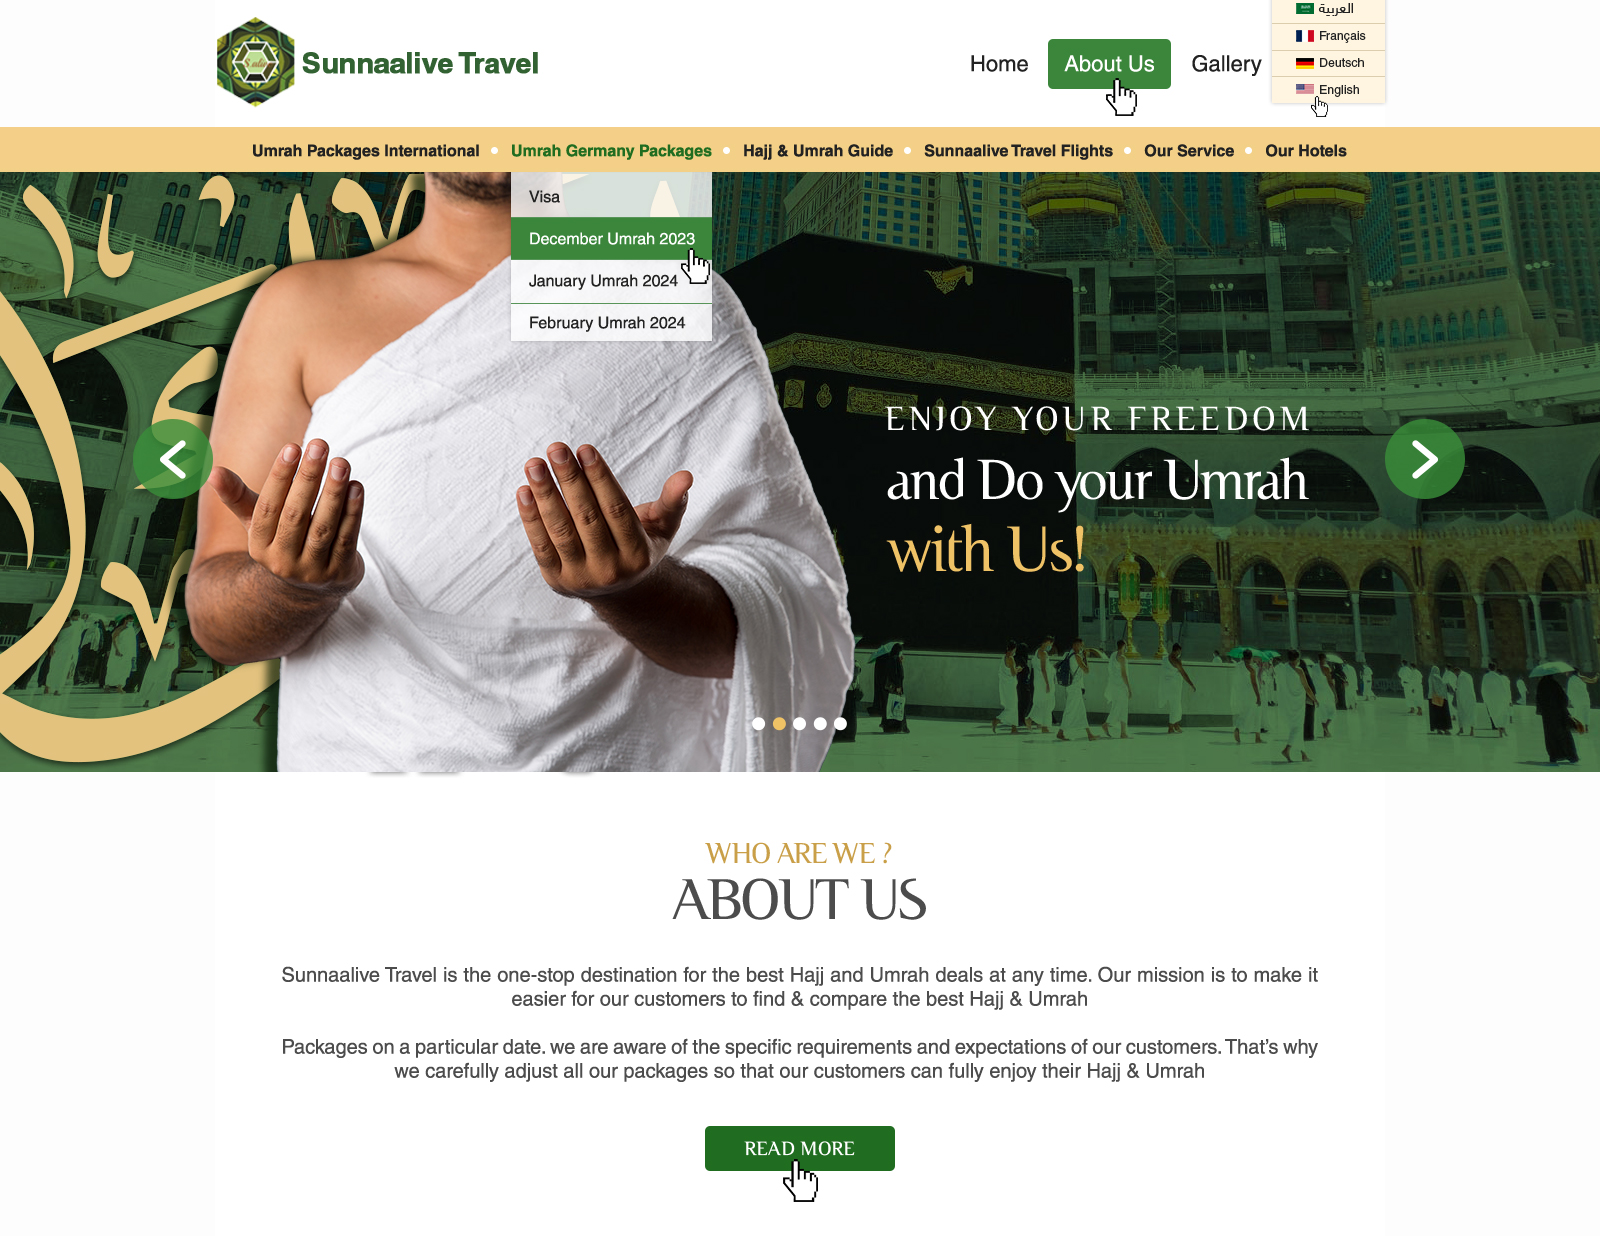 Sunnaalive Travel
Home
About Us
Gallery
العربية
Français
Deutsch
English
Umrah Packages International
Umrah Germany Packages
Hajj & Umrah Guide
Sunnaalive Travel Flights
Our Service
Our Hotels
Visa
December Umrah 2023
January Umrah 2024
February Umrah 2024
ENJOY YOUR FREEDOM
and Do your Umrah
with Us!
WHO ARE WE ?
ABOUT US
Sunnaalive Travel is the one-stop destination for the best Hajj and Umrah deals at any time. Our mission is to make it
easier for our customers to find & compare the best Hajj & Umrah
Packages on a particular date. we are aware of the specific requirements and expectations of our customers. That’s why
we carefully adjust all our packages so that our customers can fully enjoy their Hajj & Umrah
READ MORE